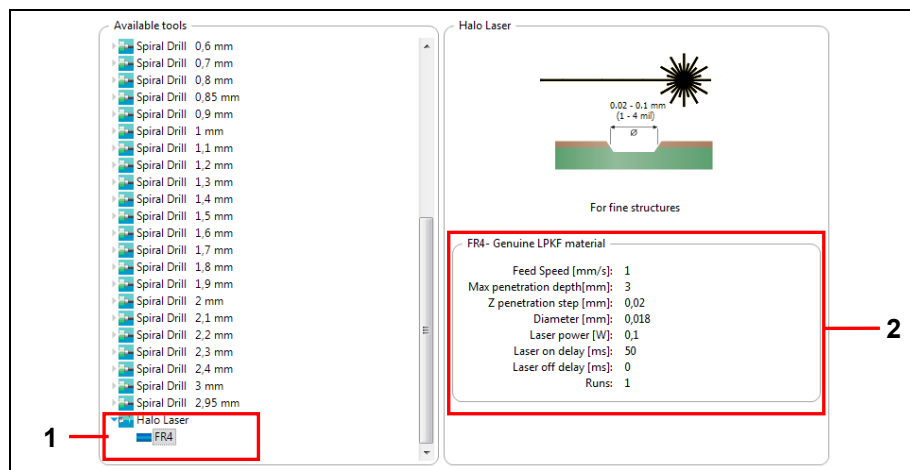 Available tools
Spiral Drill 0,6 mm
Spiral Drill 0,7 mm
Spiral Drill 0,8 mm
Spiral Drill 0,85 mm
Spiral Drill 0,9 mm
Spiral Drill 1 mm
Spiral Drill 1,1 mm
Spiral Drill 1,2 mm
Spiral Drill 1,3 mm
Spiral Drill 1,4 mm
Spiral Drill 1,5 mm
Spiral Drill 1,6 mm
Spiral Drill 1,7 mm
Spiral Drill 1,8 mm
Spiral Drill 1,9 mm
Spiral Drill 2 mm
Spiral Drill 2,1 mm
Spiral Drill 2,2 mm
Spiral Drill 2,3 mm
Spiral Drill 2,4 mm
Spiral Drill 3 mm
Spiral Drill 2,95 mm
Halo Laser
FR4
1
Halo Laser
0.02 - 0.1 mm
(1 - 4 mil)
Ø
For fine structures
FR4- Genuine LPKF material
Feed Speed [mm/s]: 1
Max penetration depth[mm]: 3
Z penetration step [mm]: 0,02
Diameter [mm]: 0,018
Laser power [W]: 0,1
Laser on delay [ms]: 50
Laser off delay [ms]: 0
Runs: 1
2